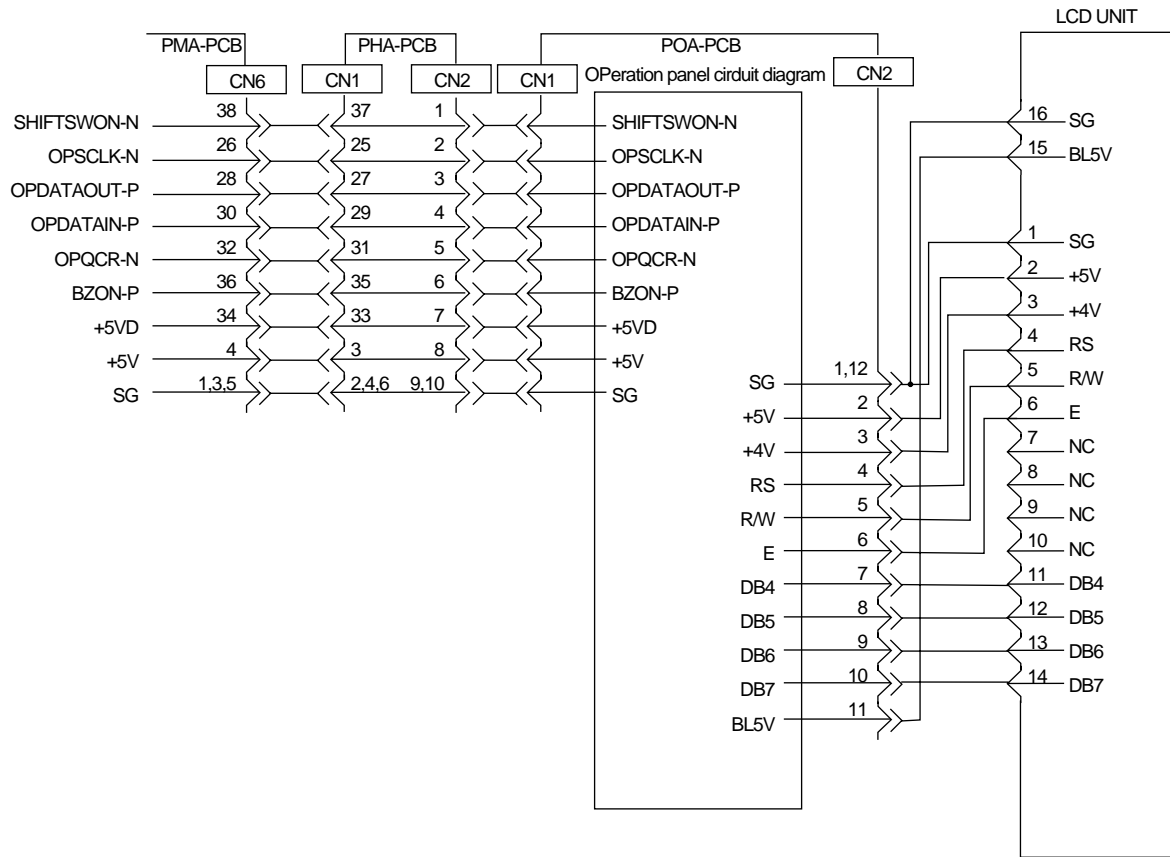 LCD UNIT
PMA-PCB PHA-PCB POA-PCB
CN6 CN1 CN2 CN1 OPeration panel cirduit diagram CN2
SHIFTSWON-N 38 37 1 SHIFTSWON-N
16 SG
OPSCLK-N 26 25 2 OPSCLK-N
15 BL5V
OPDATAOUT-P 28 27 3 OPDATAOUT-P
OPDATAIN-P 30 29 4 OPDATAIN-P
1 SG
OPQCR-N 32 31 5 OPQCR-N
2 +5V
BZON-P 36 35 6 BZON-P
3 +4V
+5VD 34 33 7 +5VD
4 RS
+5V 4 3 8 +5V
5 R/W
SG 1,3,5 2,4,6 9,10 SG
SG 1,12
6 E
+5V 2
7 NC
+4V 3
8 NC
RS 4
9 NC
R/W 5
10 NC
E 6
DB4 7 11 DB4
DB5 8 12 DB5
DB6 9 13 DB6
DB7 10 14 DB7
BL5V 11